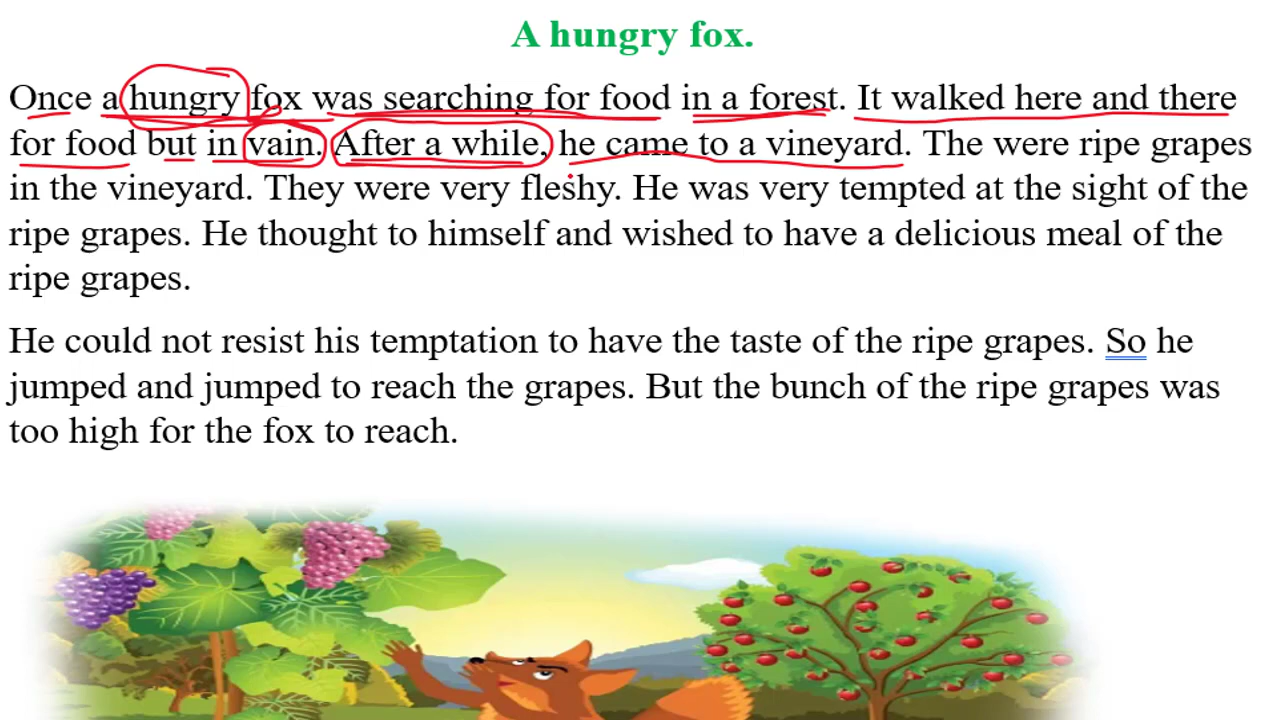 A hungry fox.
Once a hungry fox was searching for food in a forest. It walked here and there
for food but in vain. After a while, he came to a vineyard. The were ripe grapes
in the vineyard. They were very fleshy. He was very tempted at the sight of the
ripe grapes. He thought to himself and wished to have a delicious meal of the
ripe grapes.
He could not resist his temptation to have the taste of the ripe grapes. So he
jumped and jumped to reach the grapes. But the bunch of the ripe grapes was
too high for the fox to reach.